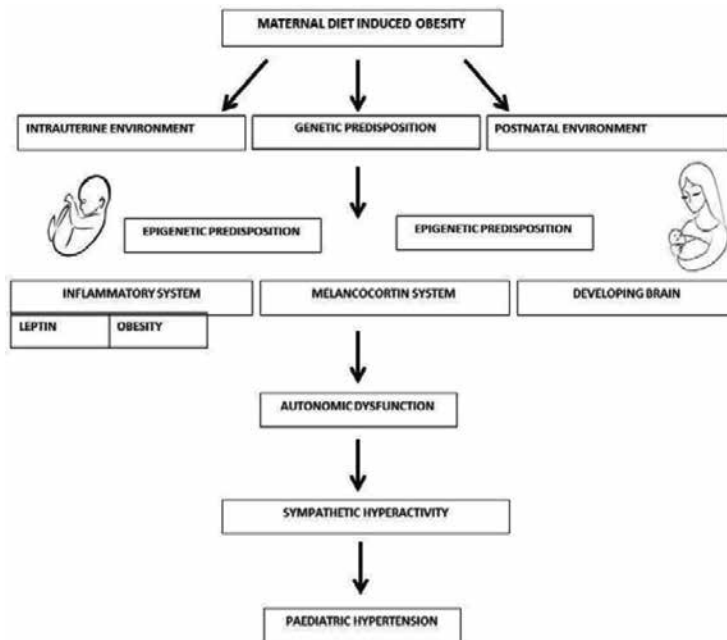 MATERNAL DIET INDUCED OBESITY
INTRAUTERINE ENVIRONMENT
GENETIC PREDISPOSITION
POSTNATAL ENVIRONMENT
EPIGENETIC PREDISPOSITION
EPIGENETIC PREDISPOSITION
INFLAMMATORY SYSTEM
MELANCOCORTIN SYSTEM
DEVELOPING BRAIN
LEPTIN
OBESITY
AUTONOMIC DYSFUNCTION
SYMPATHETIC HYPERACTIVITY
PAEDIATRIC HYPERTENSION